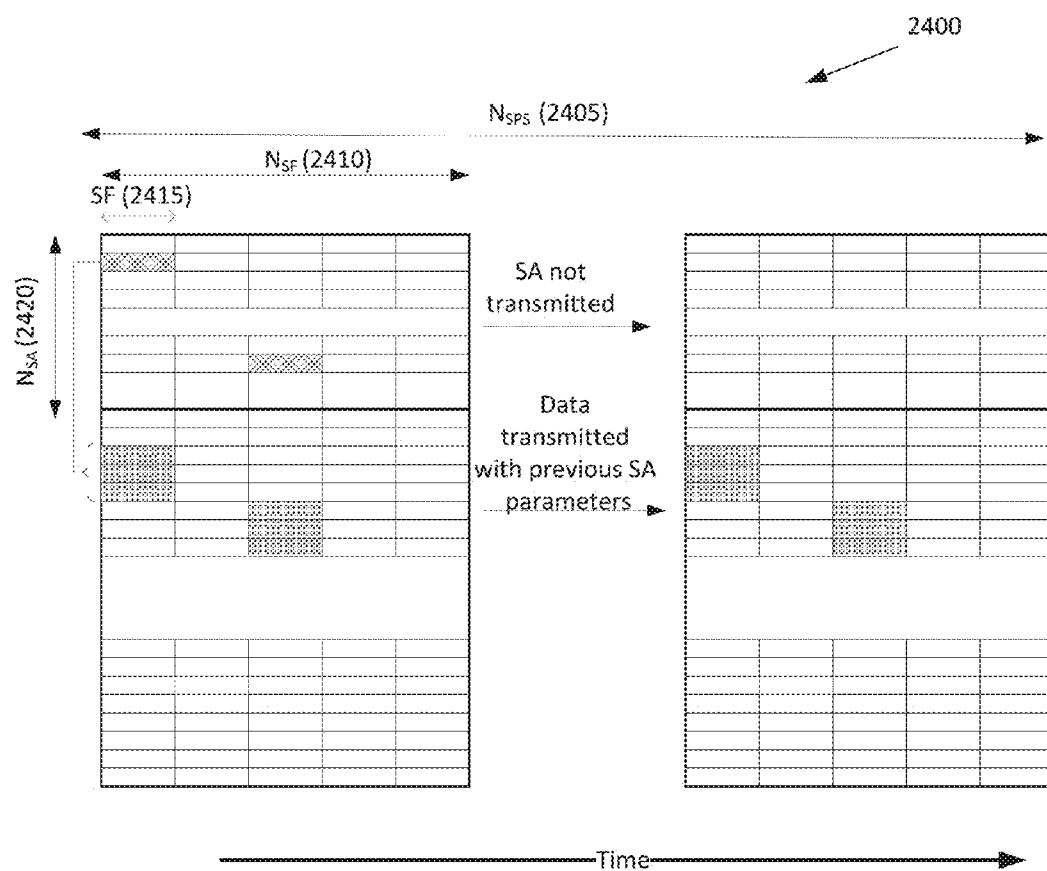 2400
N_SPS (2405)
N_SF (2410)
SF (2415)
N_SA (2420)
SA not
transmitted
Data
transmitted
with previous SA
parameters
Time